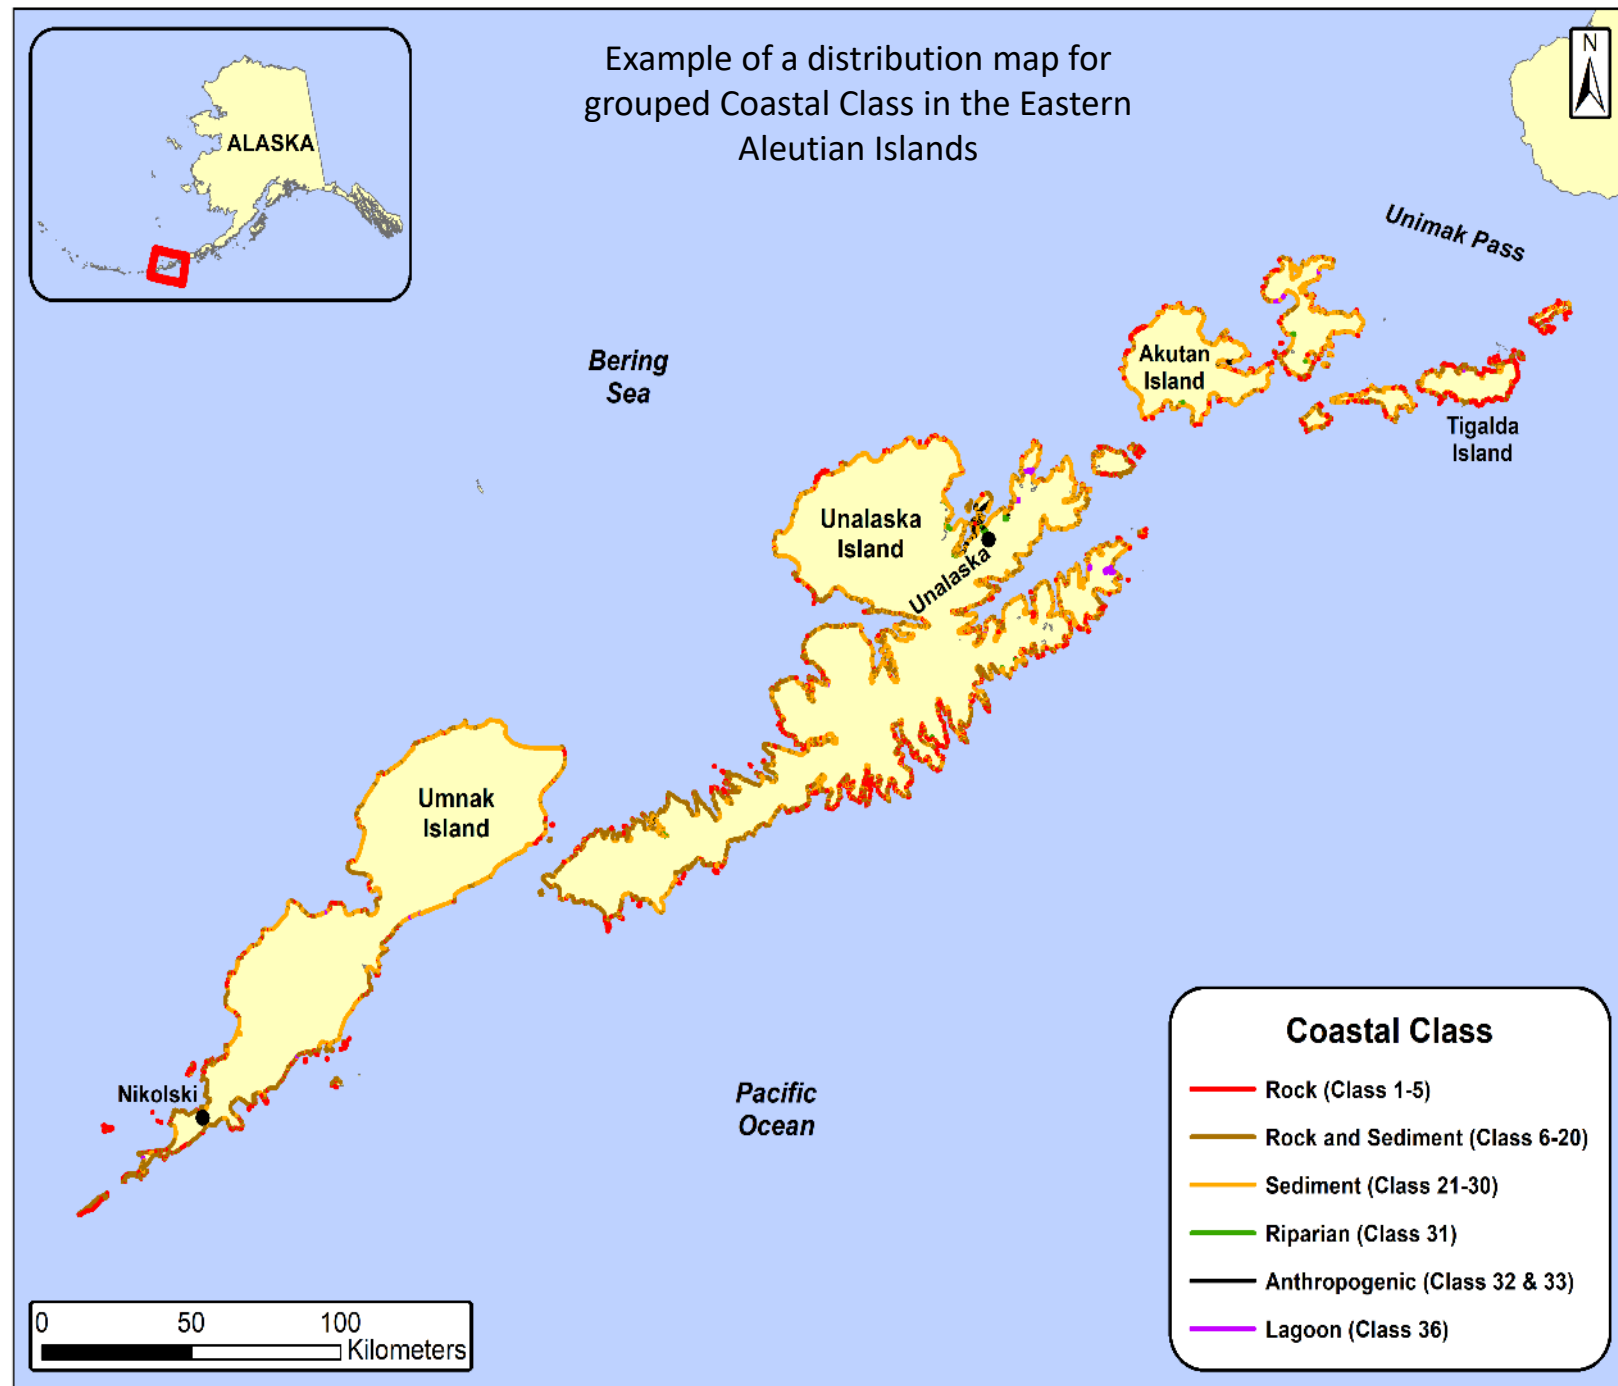 Example of a distribution map for
grouped Coastal Class in the Eastern
Aleutian Islands
N
ALASKA
Unimak Pass
Bering
Sea
Akutan
Island
Tigalda
Island
Unalaska
Island
Unalaska
Umnak
Island
Nikolski
Pacific
Ocean
Coastal Class
Rock (Class 1-5)
Rock and Sediment (Class 6-20)
Sediment (Class 21-30)
Riparian (Class 31)
Anthropogenic (Class 32 & 33)
Lagoon (Class 36)
0 50 100
Kilometers